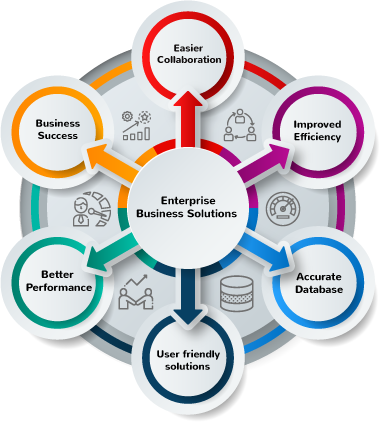 Easier
Collaboration
Business
Success
Improved
Efficiency
Enterprise
Business Solutions
Better
Performance
Accurate
Database
User friendly
solutions